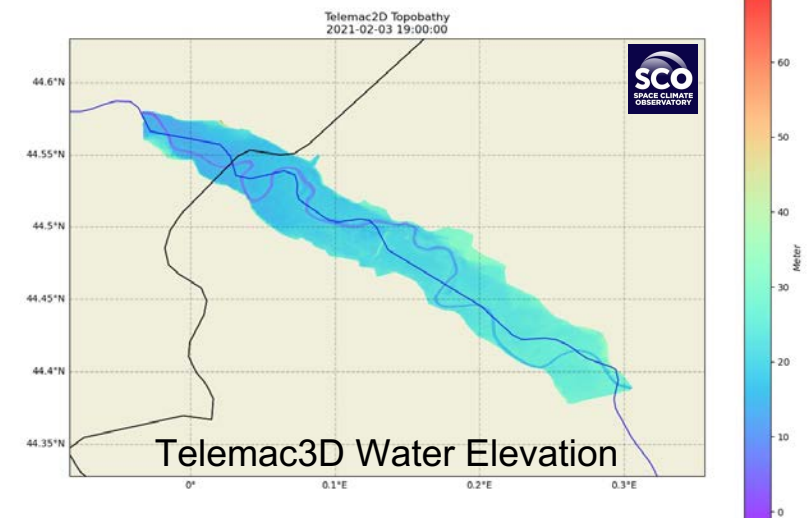 Telemac2D Topobathy
2021-02-03 19:00:00
SCO
SPACE CLIMATE
OBSERVATORY
44.6°N
44.55°N
44.5°N
44.45°N
44.4°N
44.35°N
Telemac3D Water Elevation
0°
0.1°E
0.2°E
0.3°E
60
50
40
30
20
10
0
Meter